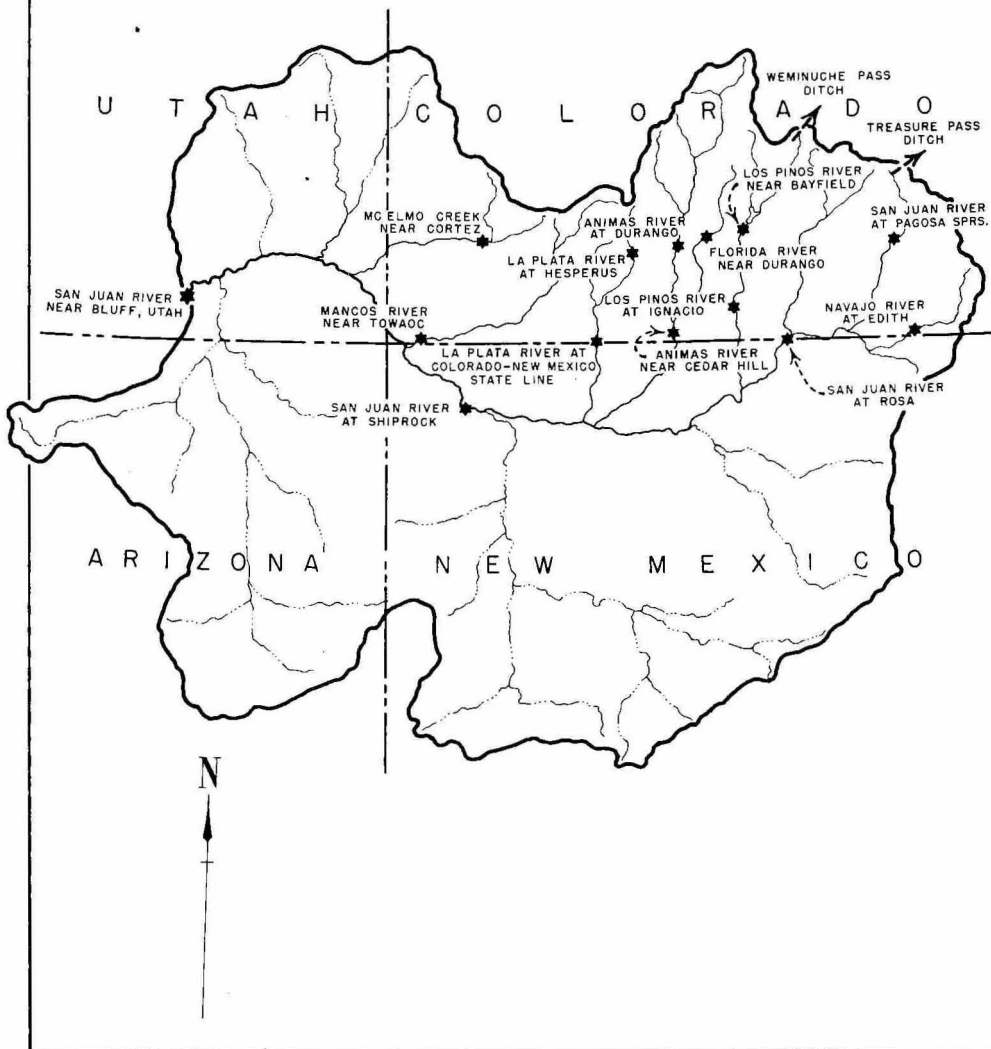 WEMINUCHE PASS
DITCH
UTAH
COLORADO
TREASURE PASS
DITCH
LOS PINOS RIVER
NEAR BAYFIELD
MC ELMO CREEK
NEAR CORTEZ
ANIMAS RIVER
AT DURANGO
SAN JUAN RIVER
AT PAGOSA SPRS.
LA PLATA RIVER
AT HESPERUS
FLORIDA RIVER
NEAR DURANGO
SAN JUAN RIVER
NEAR BLUFF, UTAH
MANCOS RIVER
NEAR TOWAOC
LOS PINOS RIVER
AT IGNACIO
NAVAJO RIVER
AT EDITH
LA PLATA RIVER AT
COLORADO-NEW MEXICO
STATE LINE
ANIMAS RIVER
NEAR CEDAR HILL
SAN JUAN RIVER
AT ROSA
SAN JUAN RIVER
AT SHIPROCK
ARIZONA
NEW MEXICO
N